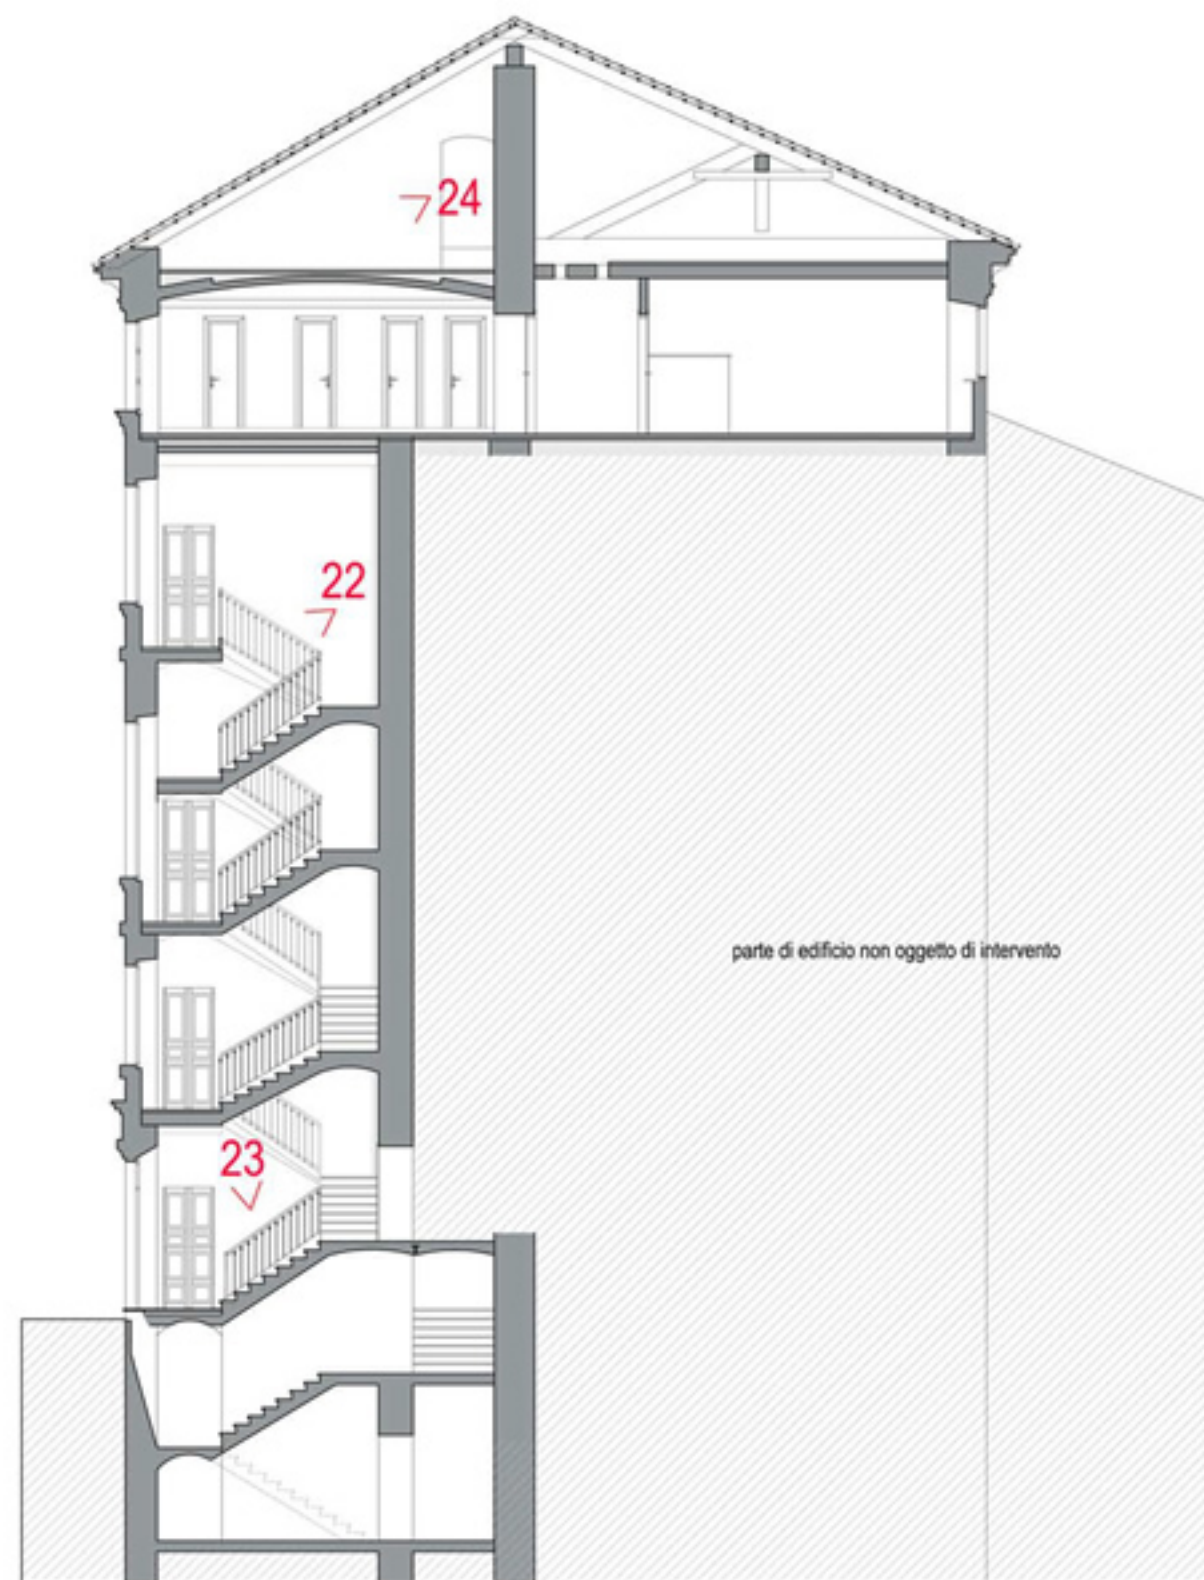 24
22
parte di edificio non oggetto di intervento
23